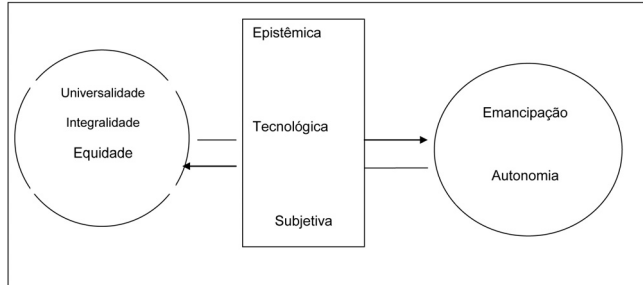 Universalidade
Integralidade
Equidade
Epistêmica
Tecnológica
Subjetiva
Emancipação
Autonomia